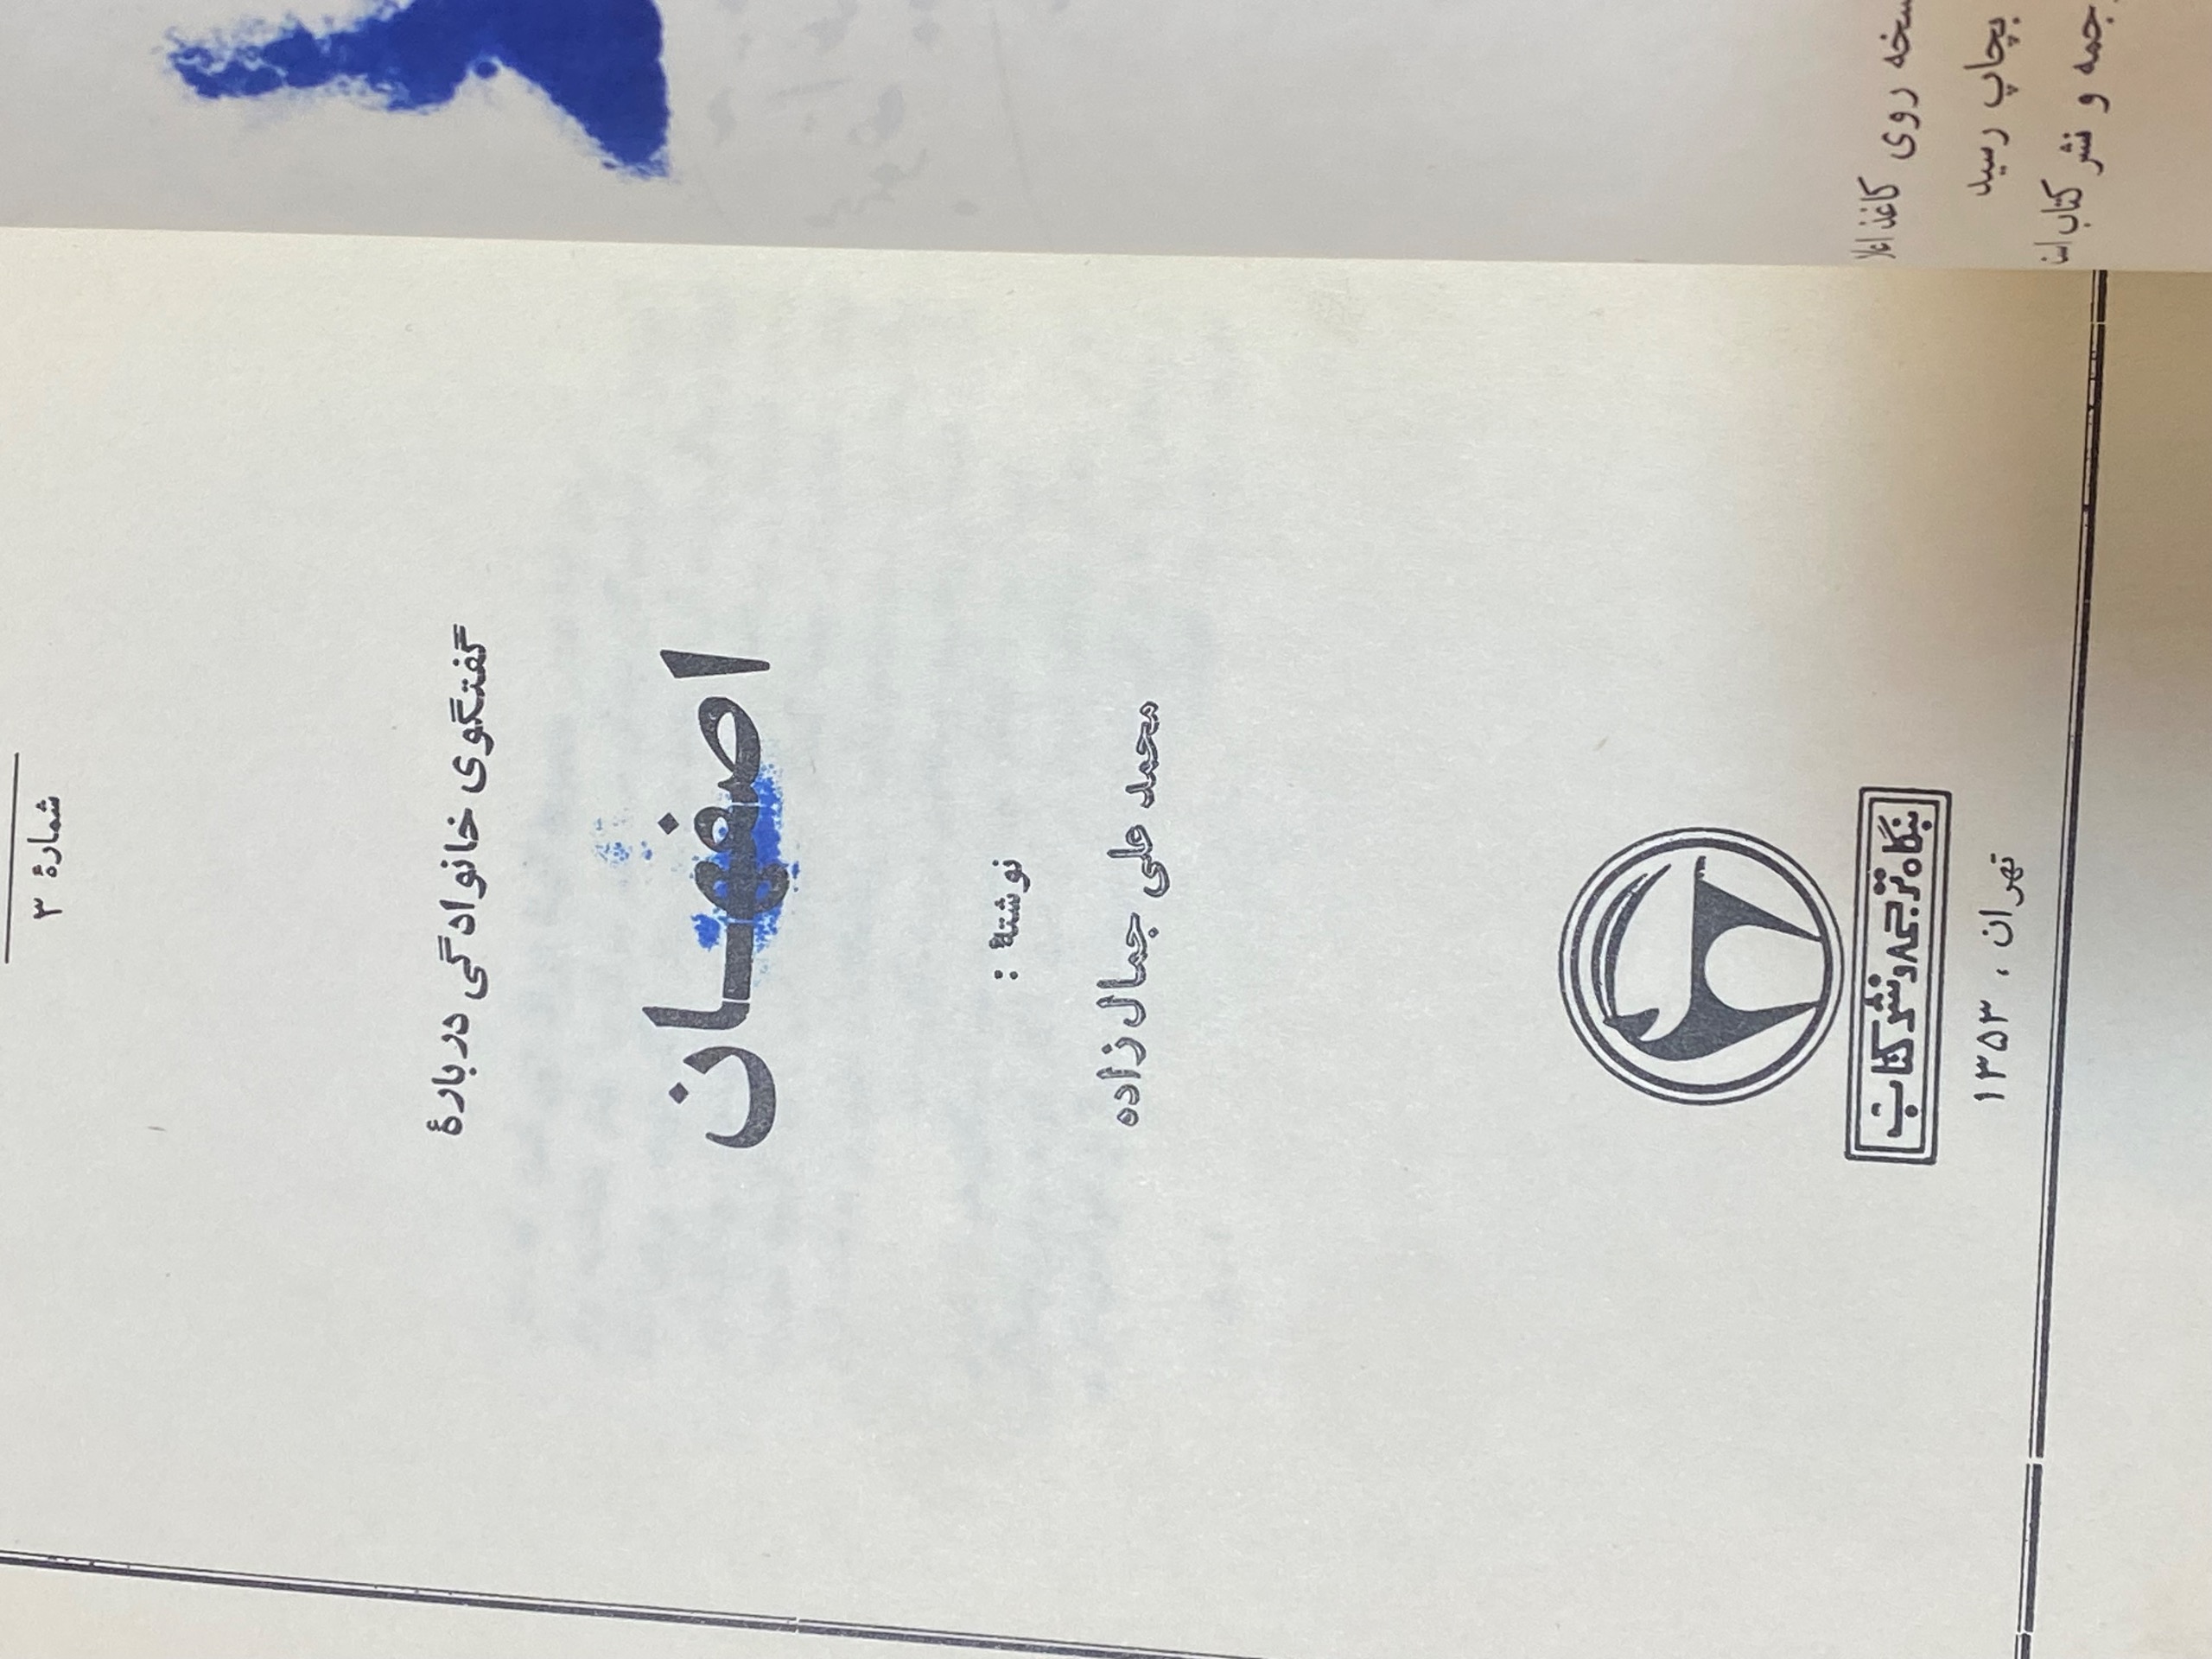 شمارهٔ ۳
گفتگوی خانوادگی دربارهٔ
اصفهان
نوشتهٔ :
محمد علی جمال زاده
بنگاه ترجمه و نشر کتاب
تهران ، ۱۳۵۳
روی کاغذ اعلا
بچاپ رسید
و نشر کتاب